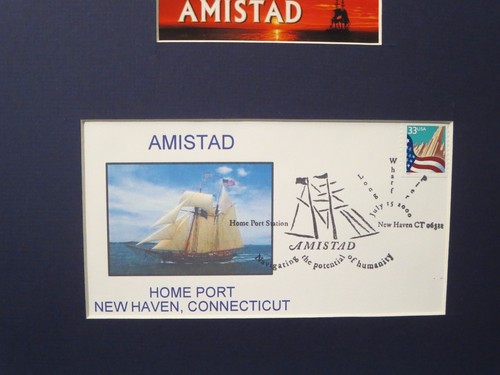 AMISTAD
AMISTAD
33 USA
Long Wharf Pier
July 15 2000
Home Port Station
New Haven CT 06511
AMISTAD
Navigating the potential of humanity
HOME PORT
NEW HAVEN, CONNECTICUT